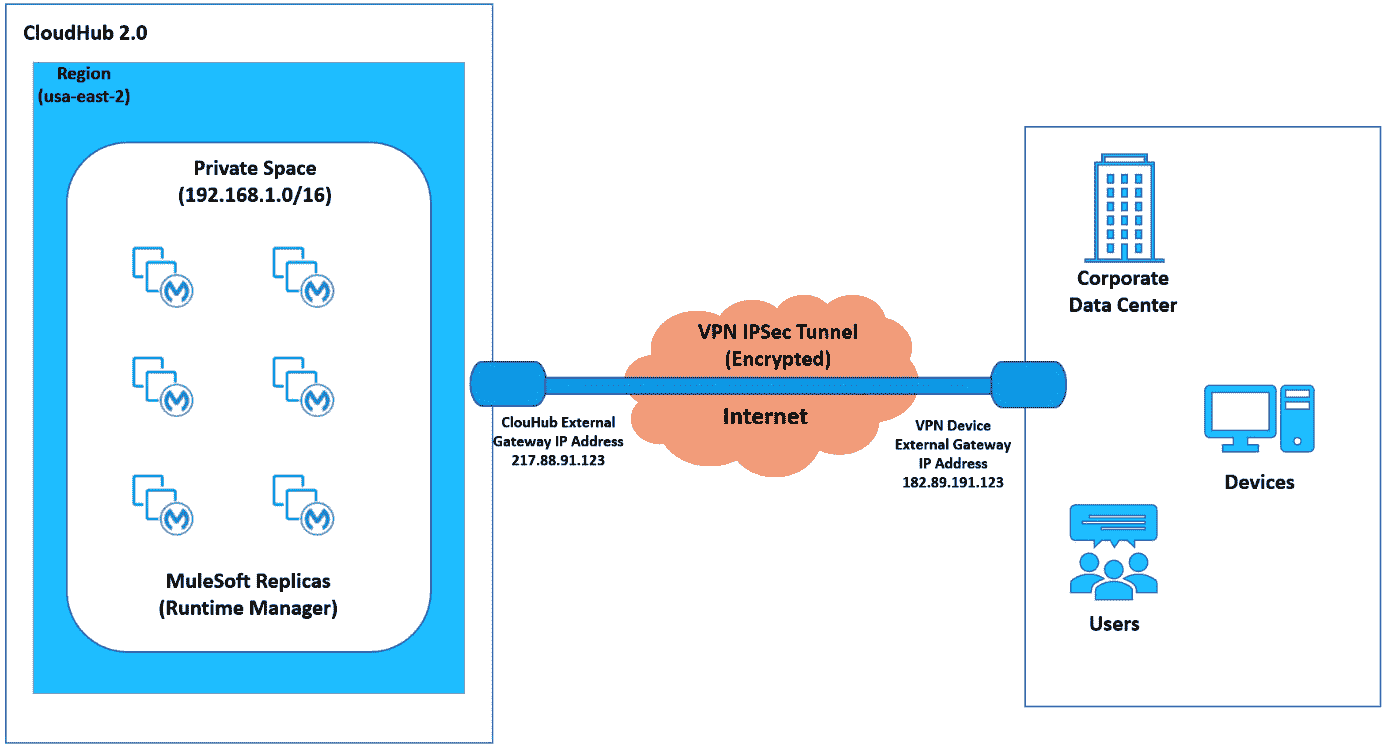 CloudHub 2.0
Region
(usa-east-2)
Private Space
(192.168.1.0/16)
MuleSoft Replicas
(Runtime Manager)
ClouHub External
Gateway IP Address
217.88.91.123
VPN IPSec Tunnel
(Encrypted)
Internet
VPN Device
External Gateway
IP Address
182.89.191.123
Corporate
Data Center
Devices
Users